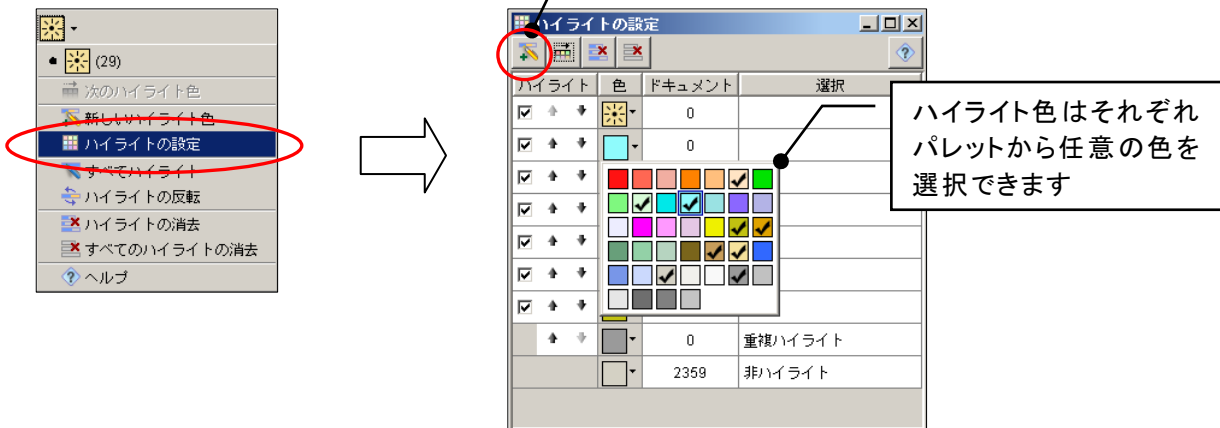 (29)
次のハイライト色
新しいハイライト色
ハイライトの設定
すべてハイライト
ハイライトの反転
ハイライトの消去
すべてのハイライトの消去
ヘルプ
ハイライトの設定
ハイライト 色 ドキュメント 選択
0
0
0 重複ハイライト
2359 非ハイライト
ハイライト色はそれぞれ
パレットから任意の色を
選択できます